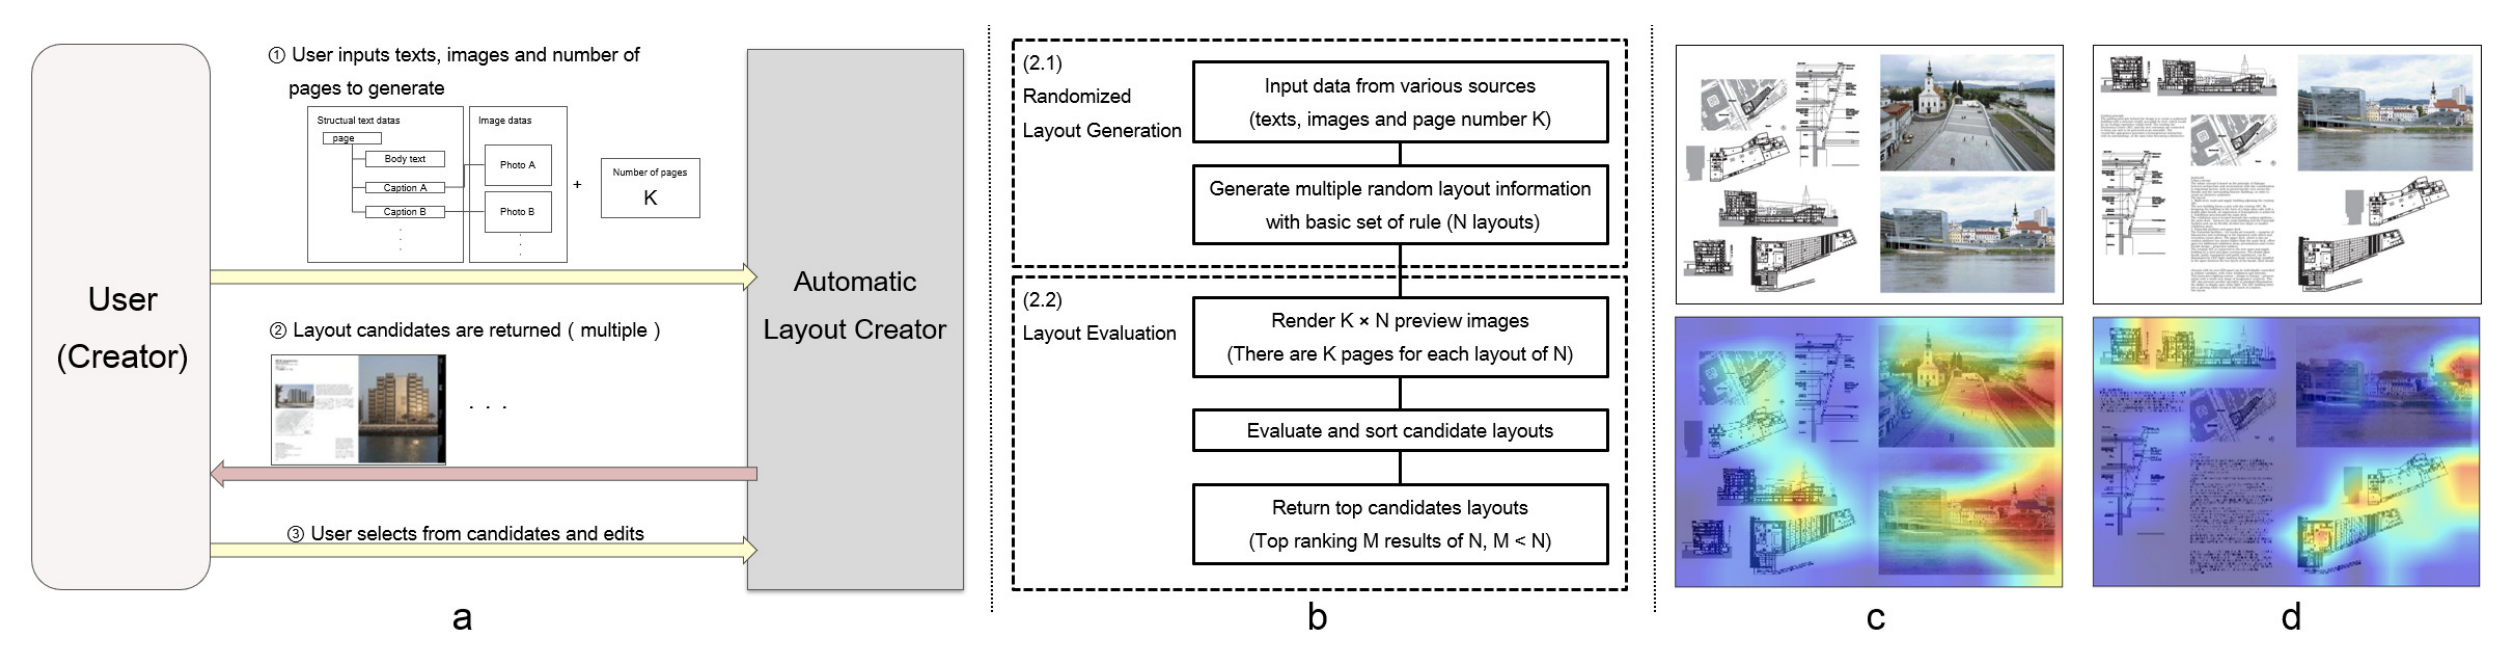 ① User inputs texts, images and number of
pages to generate
Structual text datas
page
Body text
Caption A
Caption B
Image datas
Photo A
Photo B
+
Number of pages
K
User
(Creator)
Automatic
Layout Creator
② Layout candidates are returned ( multiple )
. . .
③ User selects from candidates and edits
a
(2.1)
Randomized
Layout Generation
Input data from various sources
(texts, images and page number K)
Generate multiple random layout information
with basic set of rule (N layouts)
(2.2)
Layout Evaluation
Render K × N preview images
(There are K pages for each layout of N)
Evaluate and sort candidate layouts
Return top candidates layouts
(Top ranking M results of N, M < N)
b
c
d